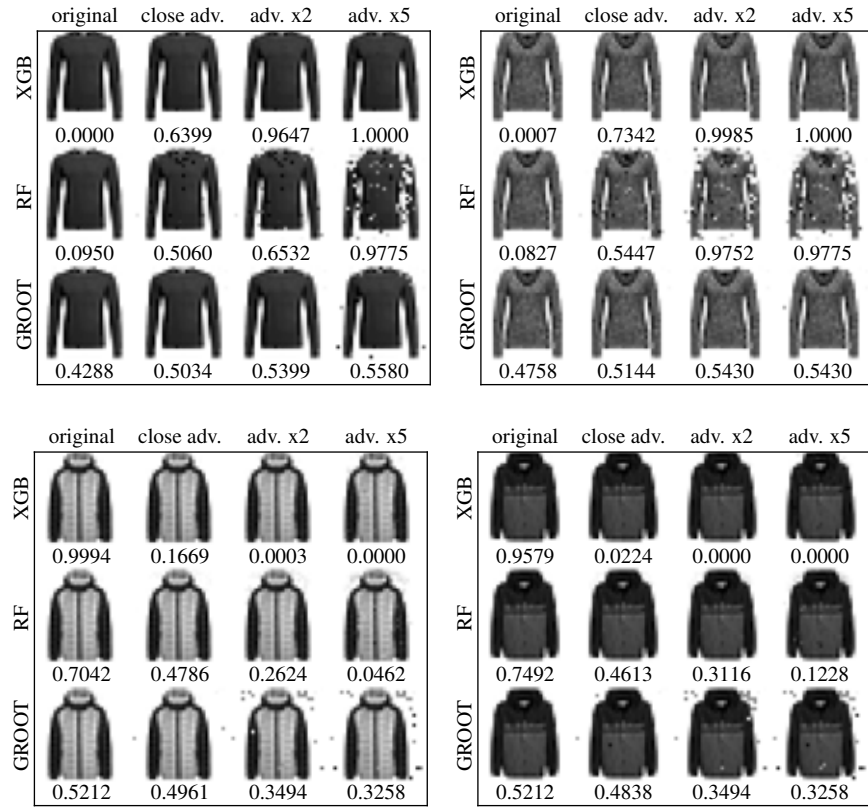 original close adv. adv. x2 adv. x5
XGB
0.0000 0.6399 0.9647 1.0000
RF
0.0950 0.5060 0.6532 0.9775
GROOT
0.4288 0.5034 0.5399 0.5580
original close adv. adv. x2 adv. x5
XGB
0.0007 0.7342 0.9985 1.0000
RF
0.0827 0.5447 0.9752 0.9775
GROOT
0.4758 0.5144 0.5430 0.5430
original close adv. adv. x2 adv. x5
XGB
0.9994 0.1669 0.0003 0.0000
RF
0.7042 0.4786 0.2624 0.0462
GROOT
0.5212 0.4961 0.3494 0.3258
original close adv. adv. x2 adv. x5
XGB
0.9579 0.0224 0.0000 0.0000
RF
0.7492 0.4613 0.3116 0.1228
GROOT
0.5212 0.4838 0.3494 0.3258